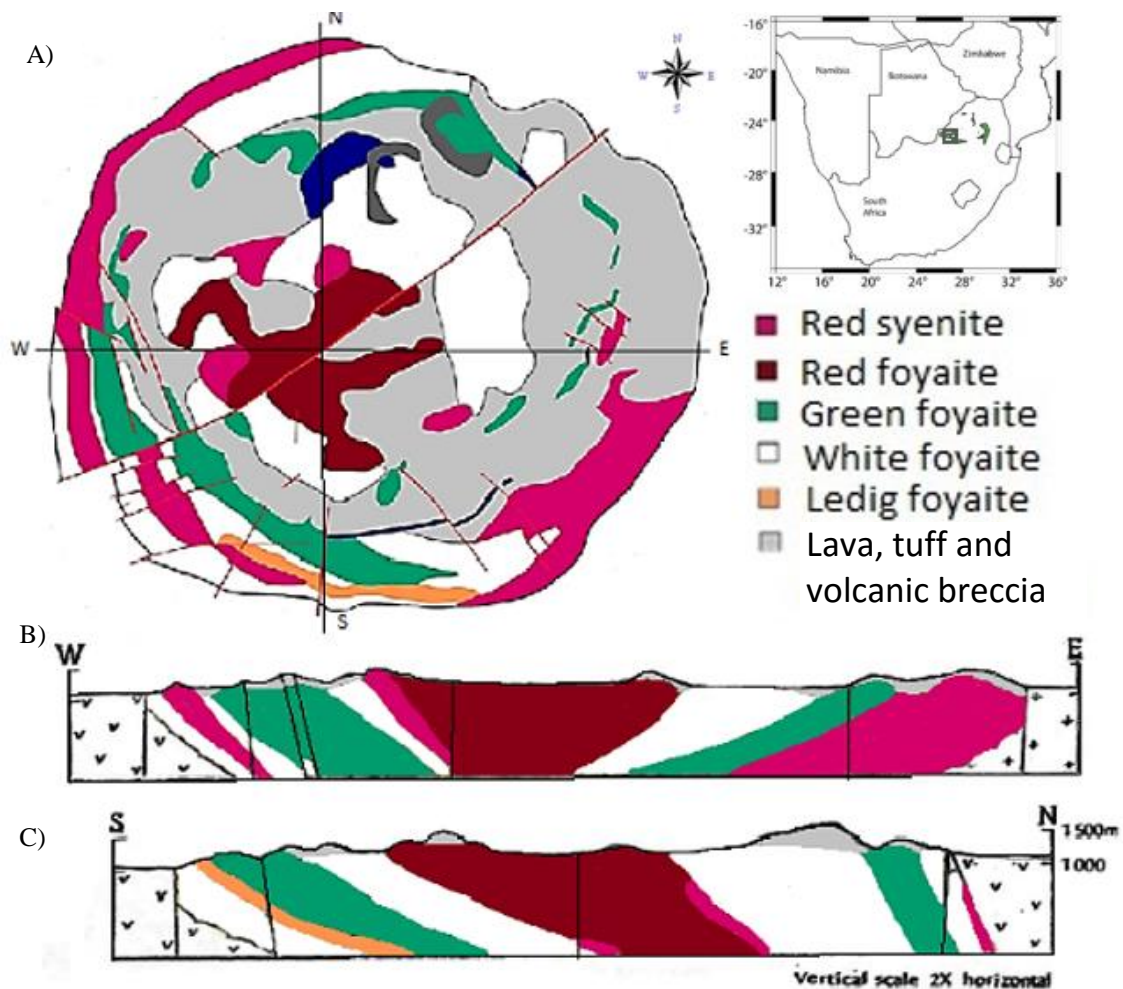 A)
N
W
E
S
N
W
E
S
-16°
-20°
-24°
-28°
-32°
Namibia
Botswana
Zimbabwe
South
Africa
12°
16°
20°
24°
28°
32°
36°
Red syenite
Red foyaite
Green foyaite
White foyaite
Ledig foyaite
Lava, tuff and
volcanic breccia
B)
W
E
C)
S
N
1500m
1000
Vertical scale 2X horizontal